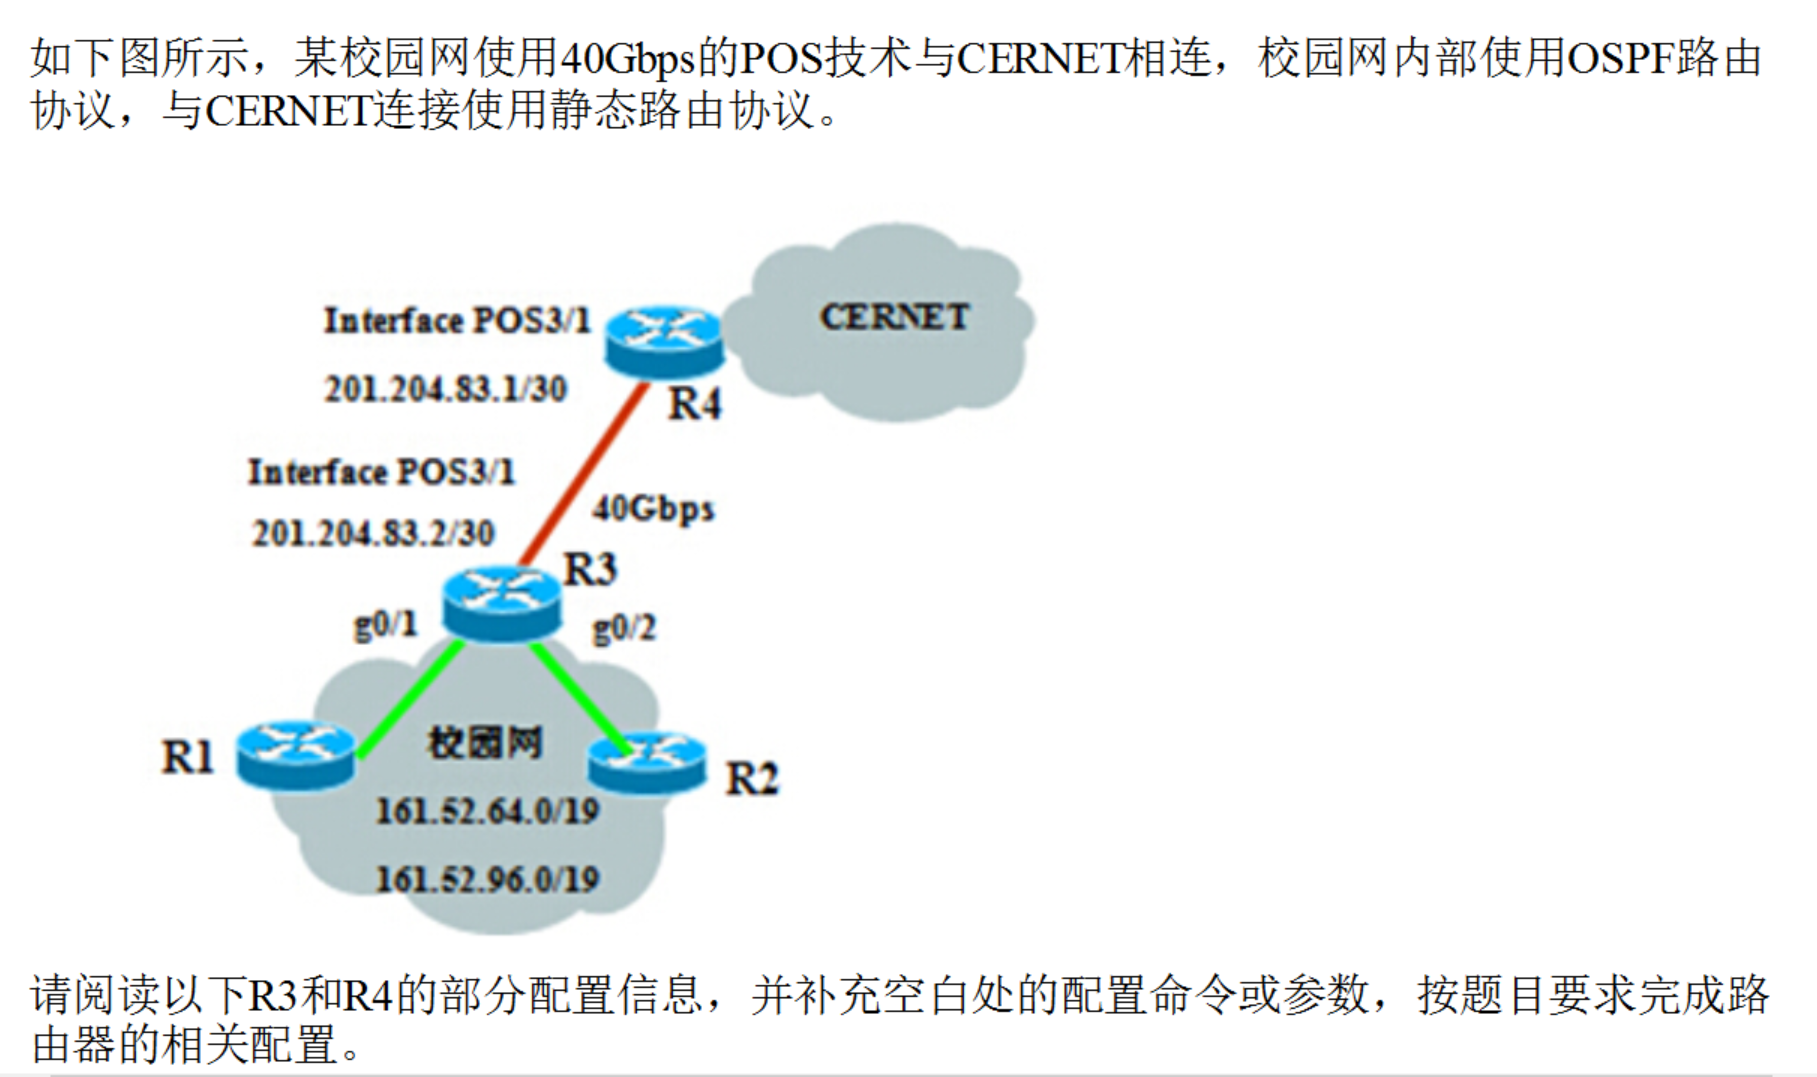 如下图所示，某校园网使用40Gbps的POS技术与CERNET相连，校园网内部使用OSPF路由
协议，与CERNET连接使用静态路由协议。
CERNET
Interface POS3/1
201.204.83.1/30
R4
Interface POS3/1
40Gbps
201.204.83.2/30
R3
g0/1
g0/2
校园网
R1
R2
161.52.64.0/19
161.52.96.0/19
请阅读以下R3和R4的部分配置信息，并补充空白处的配置命令或参数，按题目要求完成路
由器的相关配置。